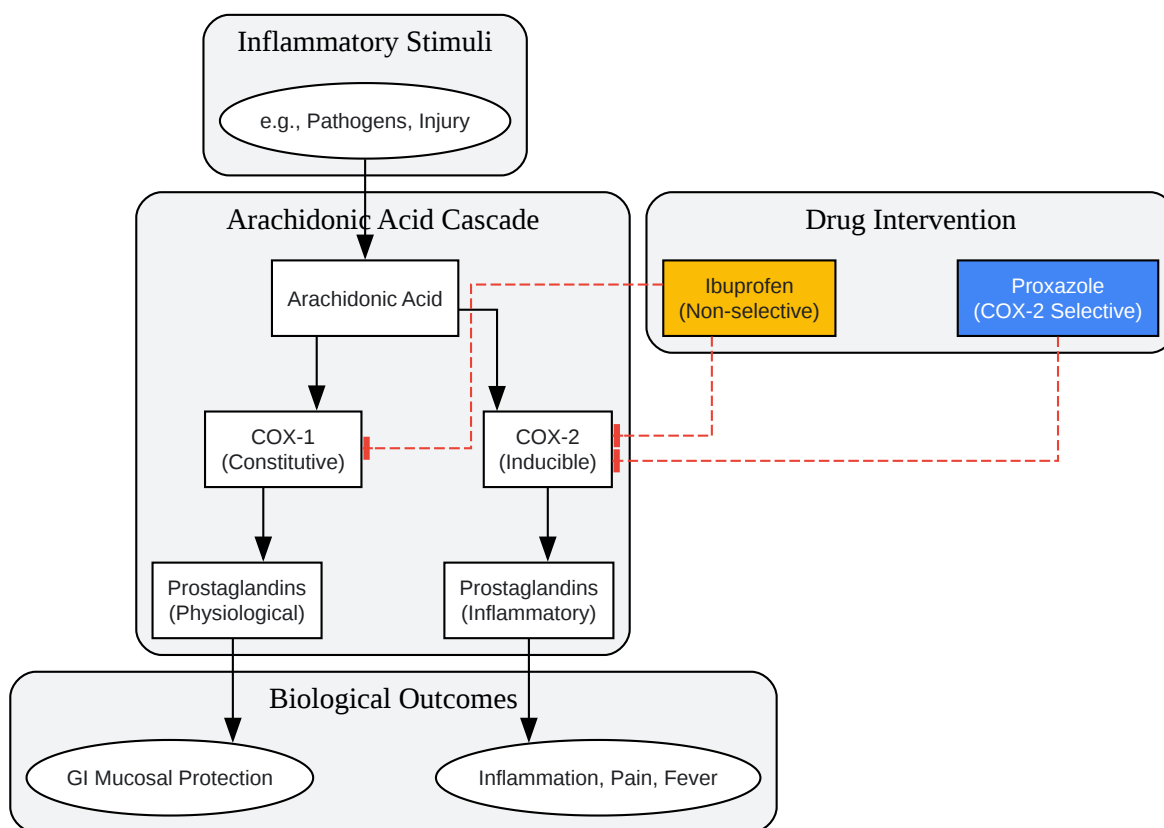 Inflammatory Stimuli
e.g., Pathogens, Injury
Arachidonic Acid Cascade
Drug Intervention
Arachidonic Acid
Ibuprofen
(Non-selective)
Proxazole
(COX-2 Selective)
COX-1
(Constitutive)
COX-2
(Inducible)
Prostaglandins
(Physiological)
Prostaglandins
(Inflammatory)
Biological Outcomes
GI Mucosal Protection
Inflammation, Pain, Fever